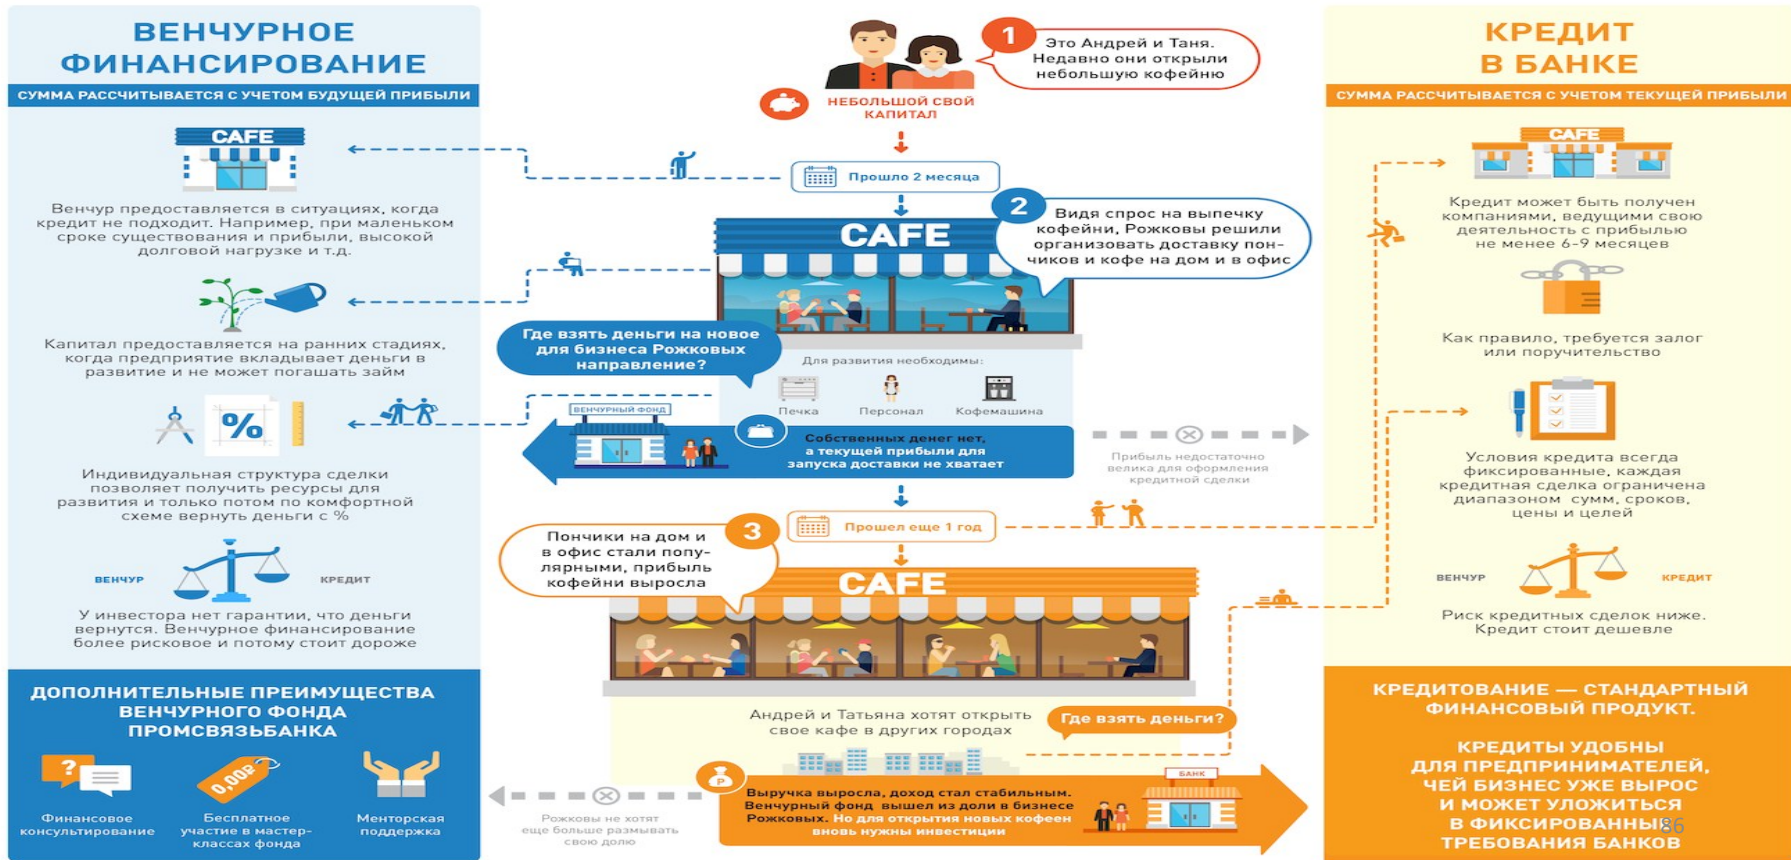 ВЕНЧУРНОЕ
ФИНАНСИРОВАНИЕ
СУММА РАССЧИТЫВАЕТСЯ С УЧЕТОМ БУДУЩЕЙ ПРИБЫЛИ
CAFE
Венчур предоставляется в ситуациях, когда
кредит не подходит. Например, при маленьком
сроке существования и прибыли, высокой
долговой нагрузке и т.д.
Капитал предоставляется на ранних стадиях,
когда предприятие вкладывает деньги в
развитие и не может погашать займ
%
Индивидуальная структура сделки
позволяет получить ресурсы для
развития и только потом по комфортной
схеме вернуть деньги с %
ВЕНЧУР
КРЕДИТ
У инвестора нет гарантии, что деньги
вернутся. Венчурное финансирование
более рисковое и потому стоит дороже
ДОПОЛНИТЕЛЬНЫЕ ПРЕИМУЩЕСТВА
ВЕНЧУРНОГО ФОНДА
ПРОМСВЯЗЬБАНКА
?
0,00₽
Финансовое
консультирование
Бесплатное
участие в мастер-
классах фонда
Менторская
поддержка
1
Это Андрей и Таня.
Недавно они открыли
небольшую кофейню
НЕБОЛЬШОЙ СВОЙ
КАПИТАЛ
Прошло 2 месяца
2
Видя спрос на выпечку
кофейни, Рожковы решили
организовать доставку пон-
чиков и кофе на дом и в офис
CAFE
Где взять деньги на новое
для бизнеса Рожковых
направление?
Для развития необходимы:
Печка
Персонал
Кофемашина
ВЕНЧУРНЫЙ ФОНД
Собственных денег нет,
а текущей прибыли для
запуска доставки не хватает
Прибыль недостаточно
велика для оформления
кредитной сделки
Прошел еще 1 год
3
Пончики на дом и
в офис стали попу-
лярными, прибыль
кофейни выросла
CAFE
Андрей и Татьяна хотят открыть
свое кафе в других городах
Где взять деньги?
₽
Выручка выросла, доход стал стабильным.
Венчурный фонд вышел из доли в бизнесе
Рожковых. Но для открытия новых кофеен
вновь нужны инвестиции
БАНК
Рожковы не хотят
еще больше размывать
свою долю
КРЕДИТ
В БАНКЕ
СУММА РАССЧИТЫВАЕТСЯ С УЧЕТОМ ТЕКУЩЕЙ ПРИБЫЛИ
CAFE
Кредит может быть получен
компаниями, ведущими свою
деятельность с прибылью
не менее 6-9 месяцев
Как правило, требуется залог
или поручительство
Условия кредита всегда
фиксированные, каждая
кредитная сделка ограничена
диапазоном сумм, сроков,
цены и целей
ВЕНЧУР
КРЕДИТ
Риск кредитных сделок ниже.
Кредит стоит дешевле
КРЕДИТОВАНИЕ — СТАНДАРТНЫЙ
ФИНАНСОВЫЙ ПРОДУКТ.
КРЕДИТЫ УДОБНЫ
ДЛЯ ПРЕДПРИНИМАТЕЛЕЙ,
ЧЕЙ БИЗНЕС УЖЕ ВЫРОС
И МОЖЕТ УЛОЖИТЬСЯ
В ФИКСИРОВАННЫЕ
ТРЕБОВАНИЯ БАНКОВ
86